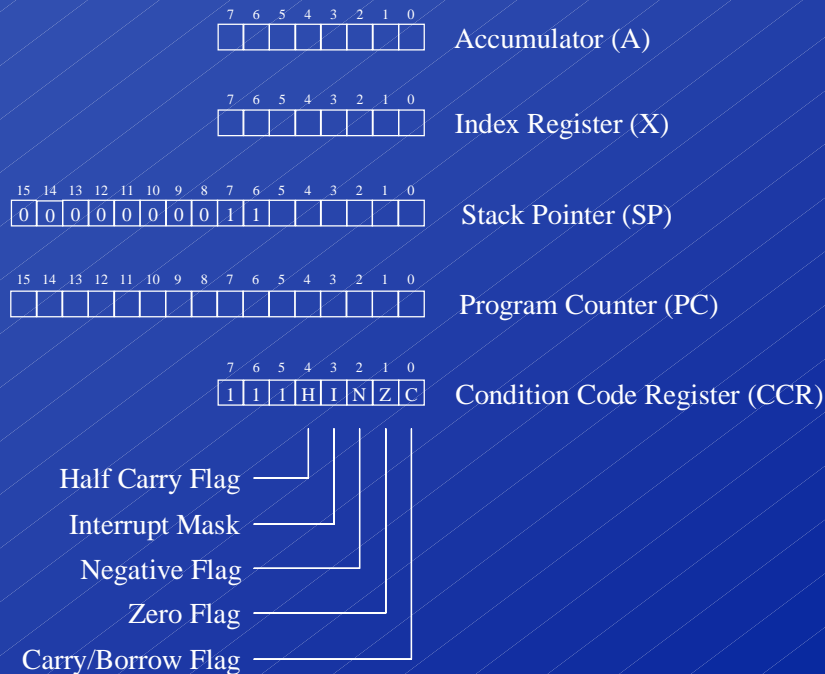 7 6 5 4 3 2 1 0
Accumulator (A)
7 6 5 4 3 2 1 0
Index Register (X)
15 14 13 12 11 10 9 8 7 6 5 4 3 2 1 0
0 0 0 0 0 0 0 0 1 1
Stack Pointer (SP)
15 14 13 12 11 10 9 8 7 6 5 4 3 2 1 0
Program Counter (PC)
7 6 5 4 3 2 1 0
1 1 1 H I N Z C
Condition Code Register (CCR)
Half Carry Flag
Interrupt Mask
Negative Flag
Zero Flag
Carry/Borrow Flag